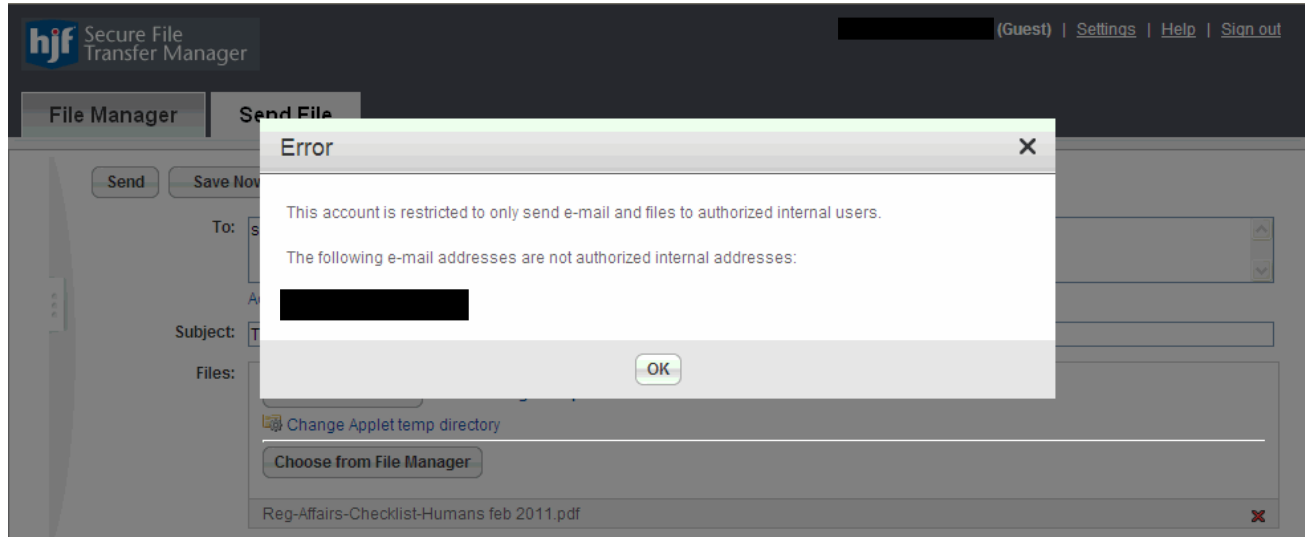 hjf Secure File
Transfer Manager
(Guest) | Settings | Help | Sign out
File Manager
Send File
Error
Send
Save Now
This account is restricted to only send e-mail and files to authorized internal users.
To: s
The following e-mail addresses are not authorized internal addresses:
Subject: T
OK
Files:
Change Applet temp directory
Choose from File Manager
Reg-Affairs-Checklist-Humans feb 2011.pdf